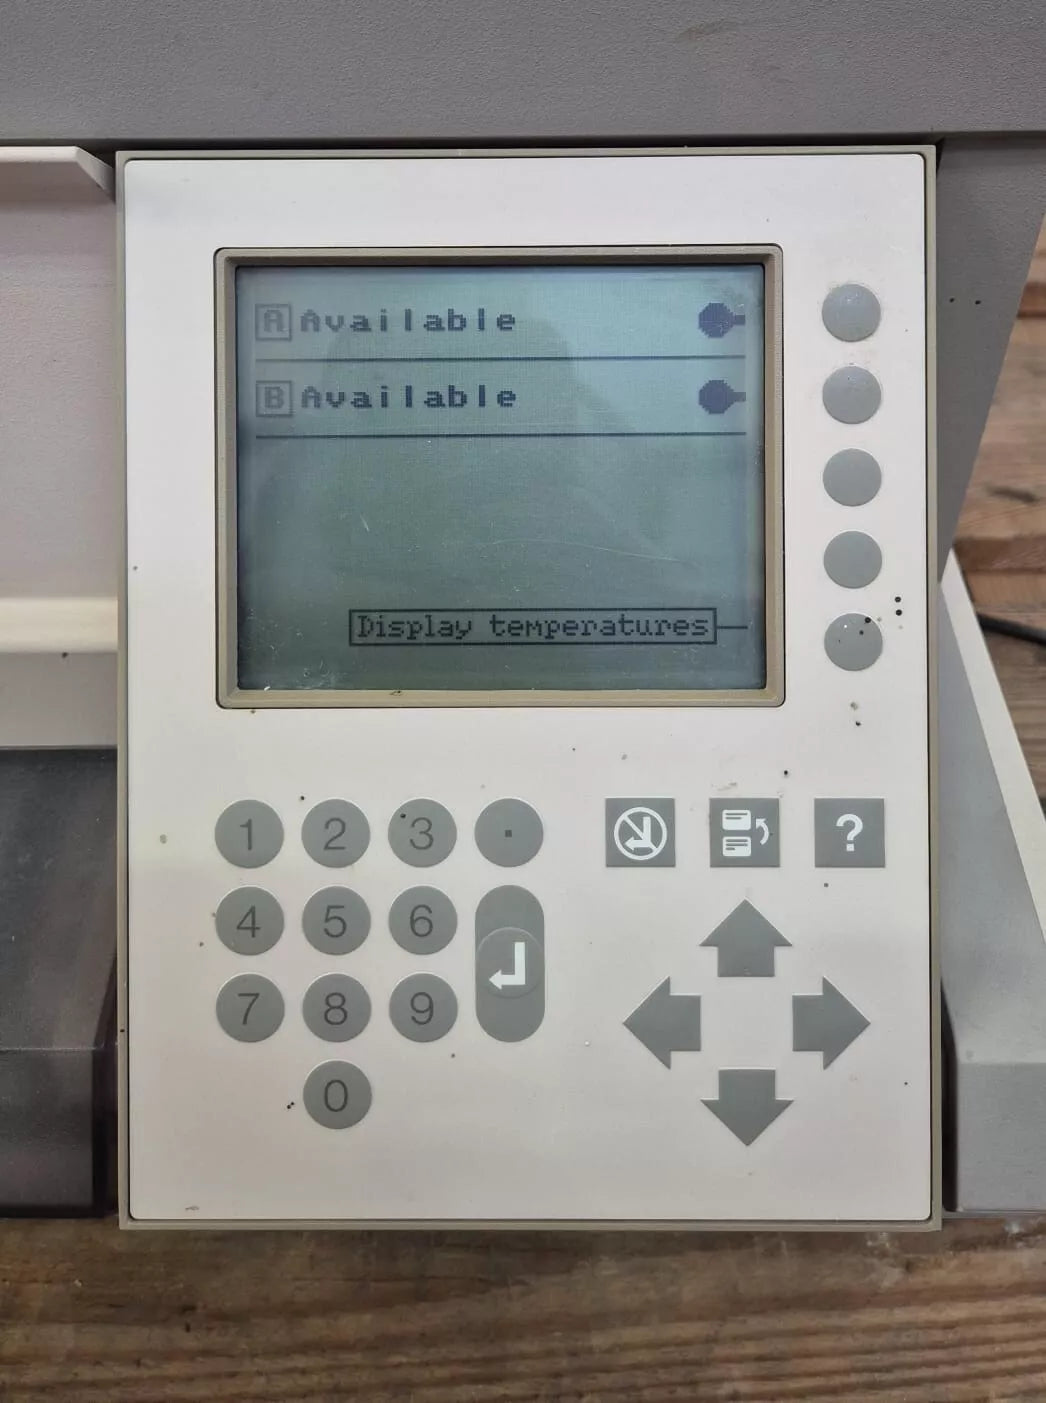 A Available
B Available
Display temperatures
1 2 3 .
?
4 5 6
7 8 9
0